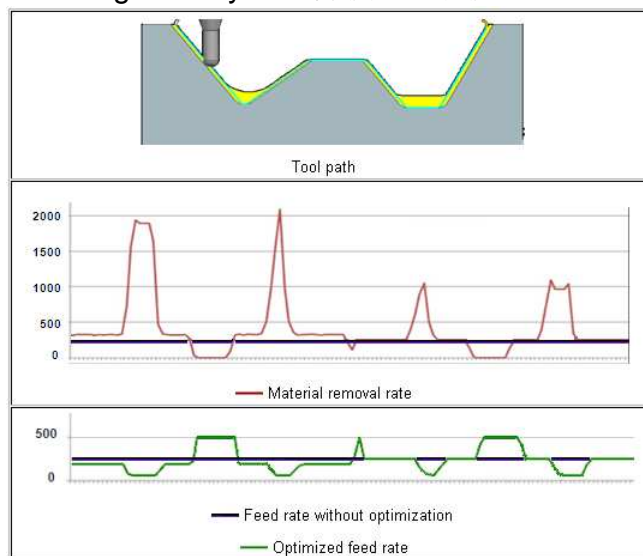 Tool path
2000
1500
1000
500
0
Material removal rate
500
0
Feed rate without optimization
Optimized feed rate